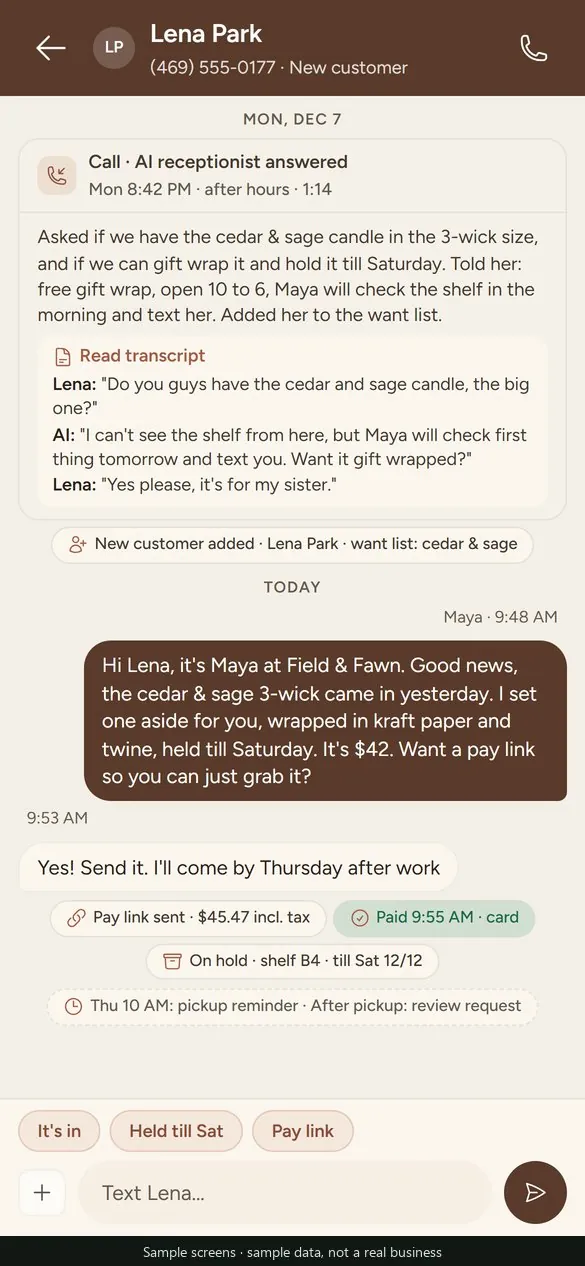 LP
Lena Park
(469) 555-0177 · New customer
MON, DEC 7
Call · AI receptionist answered
Mon 8:42 PM · after hours · 1:14
Asked if we have the cedar & sage candle in the 3-wick size,
and if we can gift wrap it and hold it till Saturday. Told her:
free gift wrap, open 10 to 6, Maya will check the shelf in the
morning and text her. Added her to the want list.
Read transcript
Lena: "Do you guys have the cedar and sage candle, the big
one?"
AI: "I can't see the shelf from here, but Maya will check first
thing tomorrow and text you. Want it gift wrapped?"
Lena: "Yes please, it's for my sister."
New customer added · Lena Park · want list: cedar & sage
TODAY
Maya · 9:48 AM
Hi Lena, it's Maya at Field & Fawn. Good news,
the cedar & sage 3-wick came in yesterday. I set
one aside for you, wrapped in kraft paper and
twine, held till Saturday. It's $42. Want a pay link
so you can just grab it?
9:53 AM
Yes! Send it. I'll come by Thursday after work
Pay link sent · $45.47 incl. tax
Paid 9:55 AM · card
On hold · shelf B4 · till Sat 12/12
Thu 10 AM: pickup reminder · After pickup: review request
It's in
Held till Sat
Pay link
Text Lena...
Sample screens · sample data, not a real business